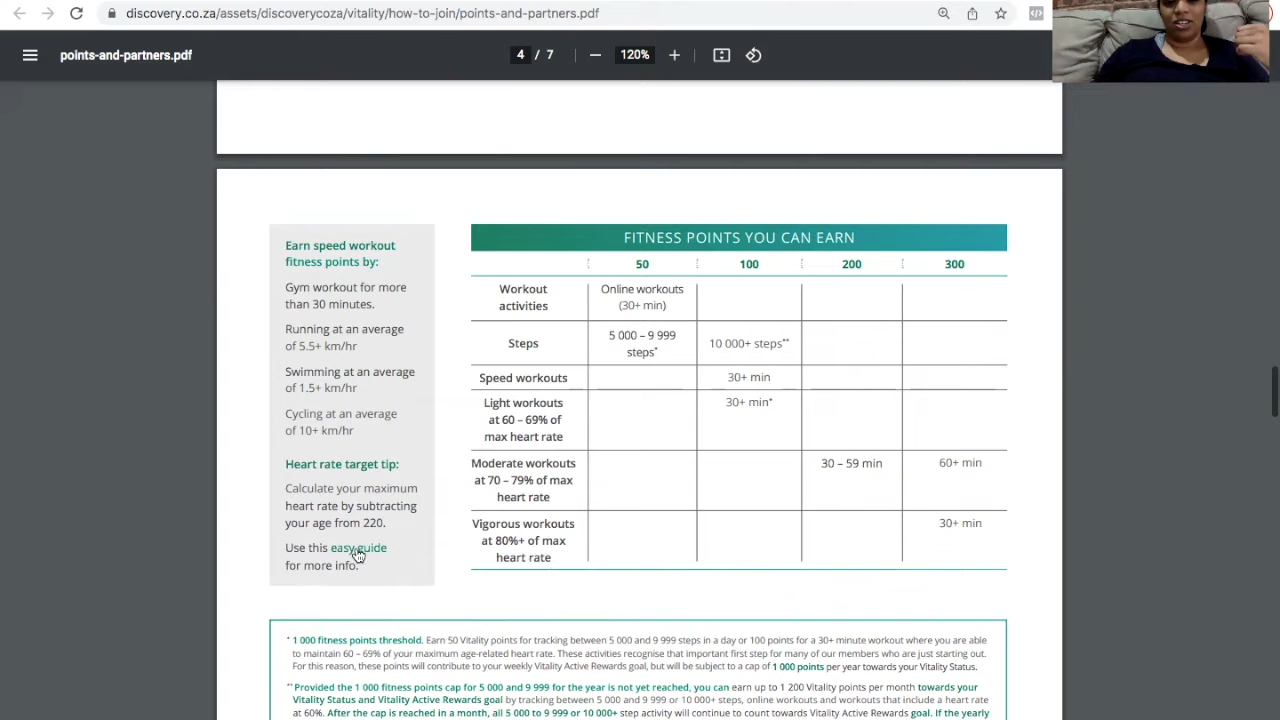 discovery.co.za/assets/discoverycoza/vitality/how-to-join/points-and-partners.pdf
points-and-partners.pdf
4 / 7
120%
Earn speed workout
fitness points by:
Gym workout for more
than 30 minutes.
Running at an average
of 5.5+ km/hr
Swimming at an average
of 1.5+ km/hr
Cycling at an average
of 10+ km/hr
Heart rate target tip:
Calculate your maximum
heart rate by subtracting
your age from 220.
Use this easy guide
for more info.
FITNESS POINTS YOU CAN EARN
50 100 200 300
Workout
activities
Online workouts
(30+ min)
Steps
5 000 – 9 999
steps*
10 000+ steps**
Speed workouts
30+ min
Light workouts
at 60 – 69% of
max heart rate
30+ min*
Moderate workouts
at 70 – 79% of max
heart rate
30 – 59 min
60+ min
Vigorous workouts
at 80%+ of max
heart rate
30+ min
* 1 000 fitness points threshold. Earn 50 Vitality points for tracking between 5 000 and 9 999 steps in a day or 100 points for a 30+ minute workout where you are able
to maintain 60 – 69% of your maximum age-related heart rate. These activities recognise that important first step for many of our members who are just starting out.
For this reason, these points will contribute to your weekly Vitality Active Rewards goal, but will be subject to a cap of 1 000 points per year towards your Vitality Status.
** Provided the 1 000 fitness points cap for 5 000 and 9 999 for the year is not yet reached, you can earn up to 1 200 Vitality points per month towards your
Vitality Status and Vitality Active Rewards goal by tracking between 5 000 and 9 999 or 10 000+ steps, online workouts and workouts that include a heart rate
at 60%. After the cap is reached in a month, all 5 000 to 9 999 or 10 000+ step activity will continue to count towards Vitality Active Rewards goal. If the yearly